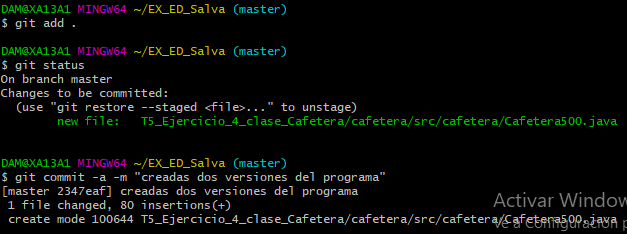 DAM@XA13A1 MINGW64 ~/EX_ED_Salva (master)
$ git add .
DAM@XA13A1 MINGW64 ~/EX_ED_Salva (master)
$ git status
On branch master
Changes to be committed:
  (use "git restore --staged <file>..." to unstage)
        new file:   T5_Ejercicio_4_clase_Cafetera/cafetera/src/cafetera/Cafetera500.java
DAM@XA13A1 MINGW64 ~/EX_ED_Salva (master)
$ git commit -a -m "creadas dos versiones del programa"
[master 2347eaf] creadas dos versiones del programa
 1 file changed, 80 insertions(+)
 create mode 100644 T5_Ejercicio_4_clase_Cafetera/cafetera/src/cafetera/Cafetera500.java
Activar Window
Ve a Configuración p